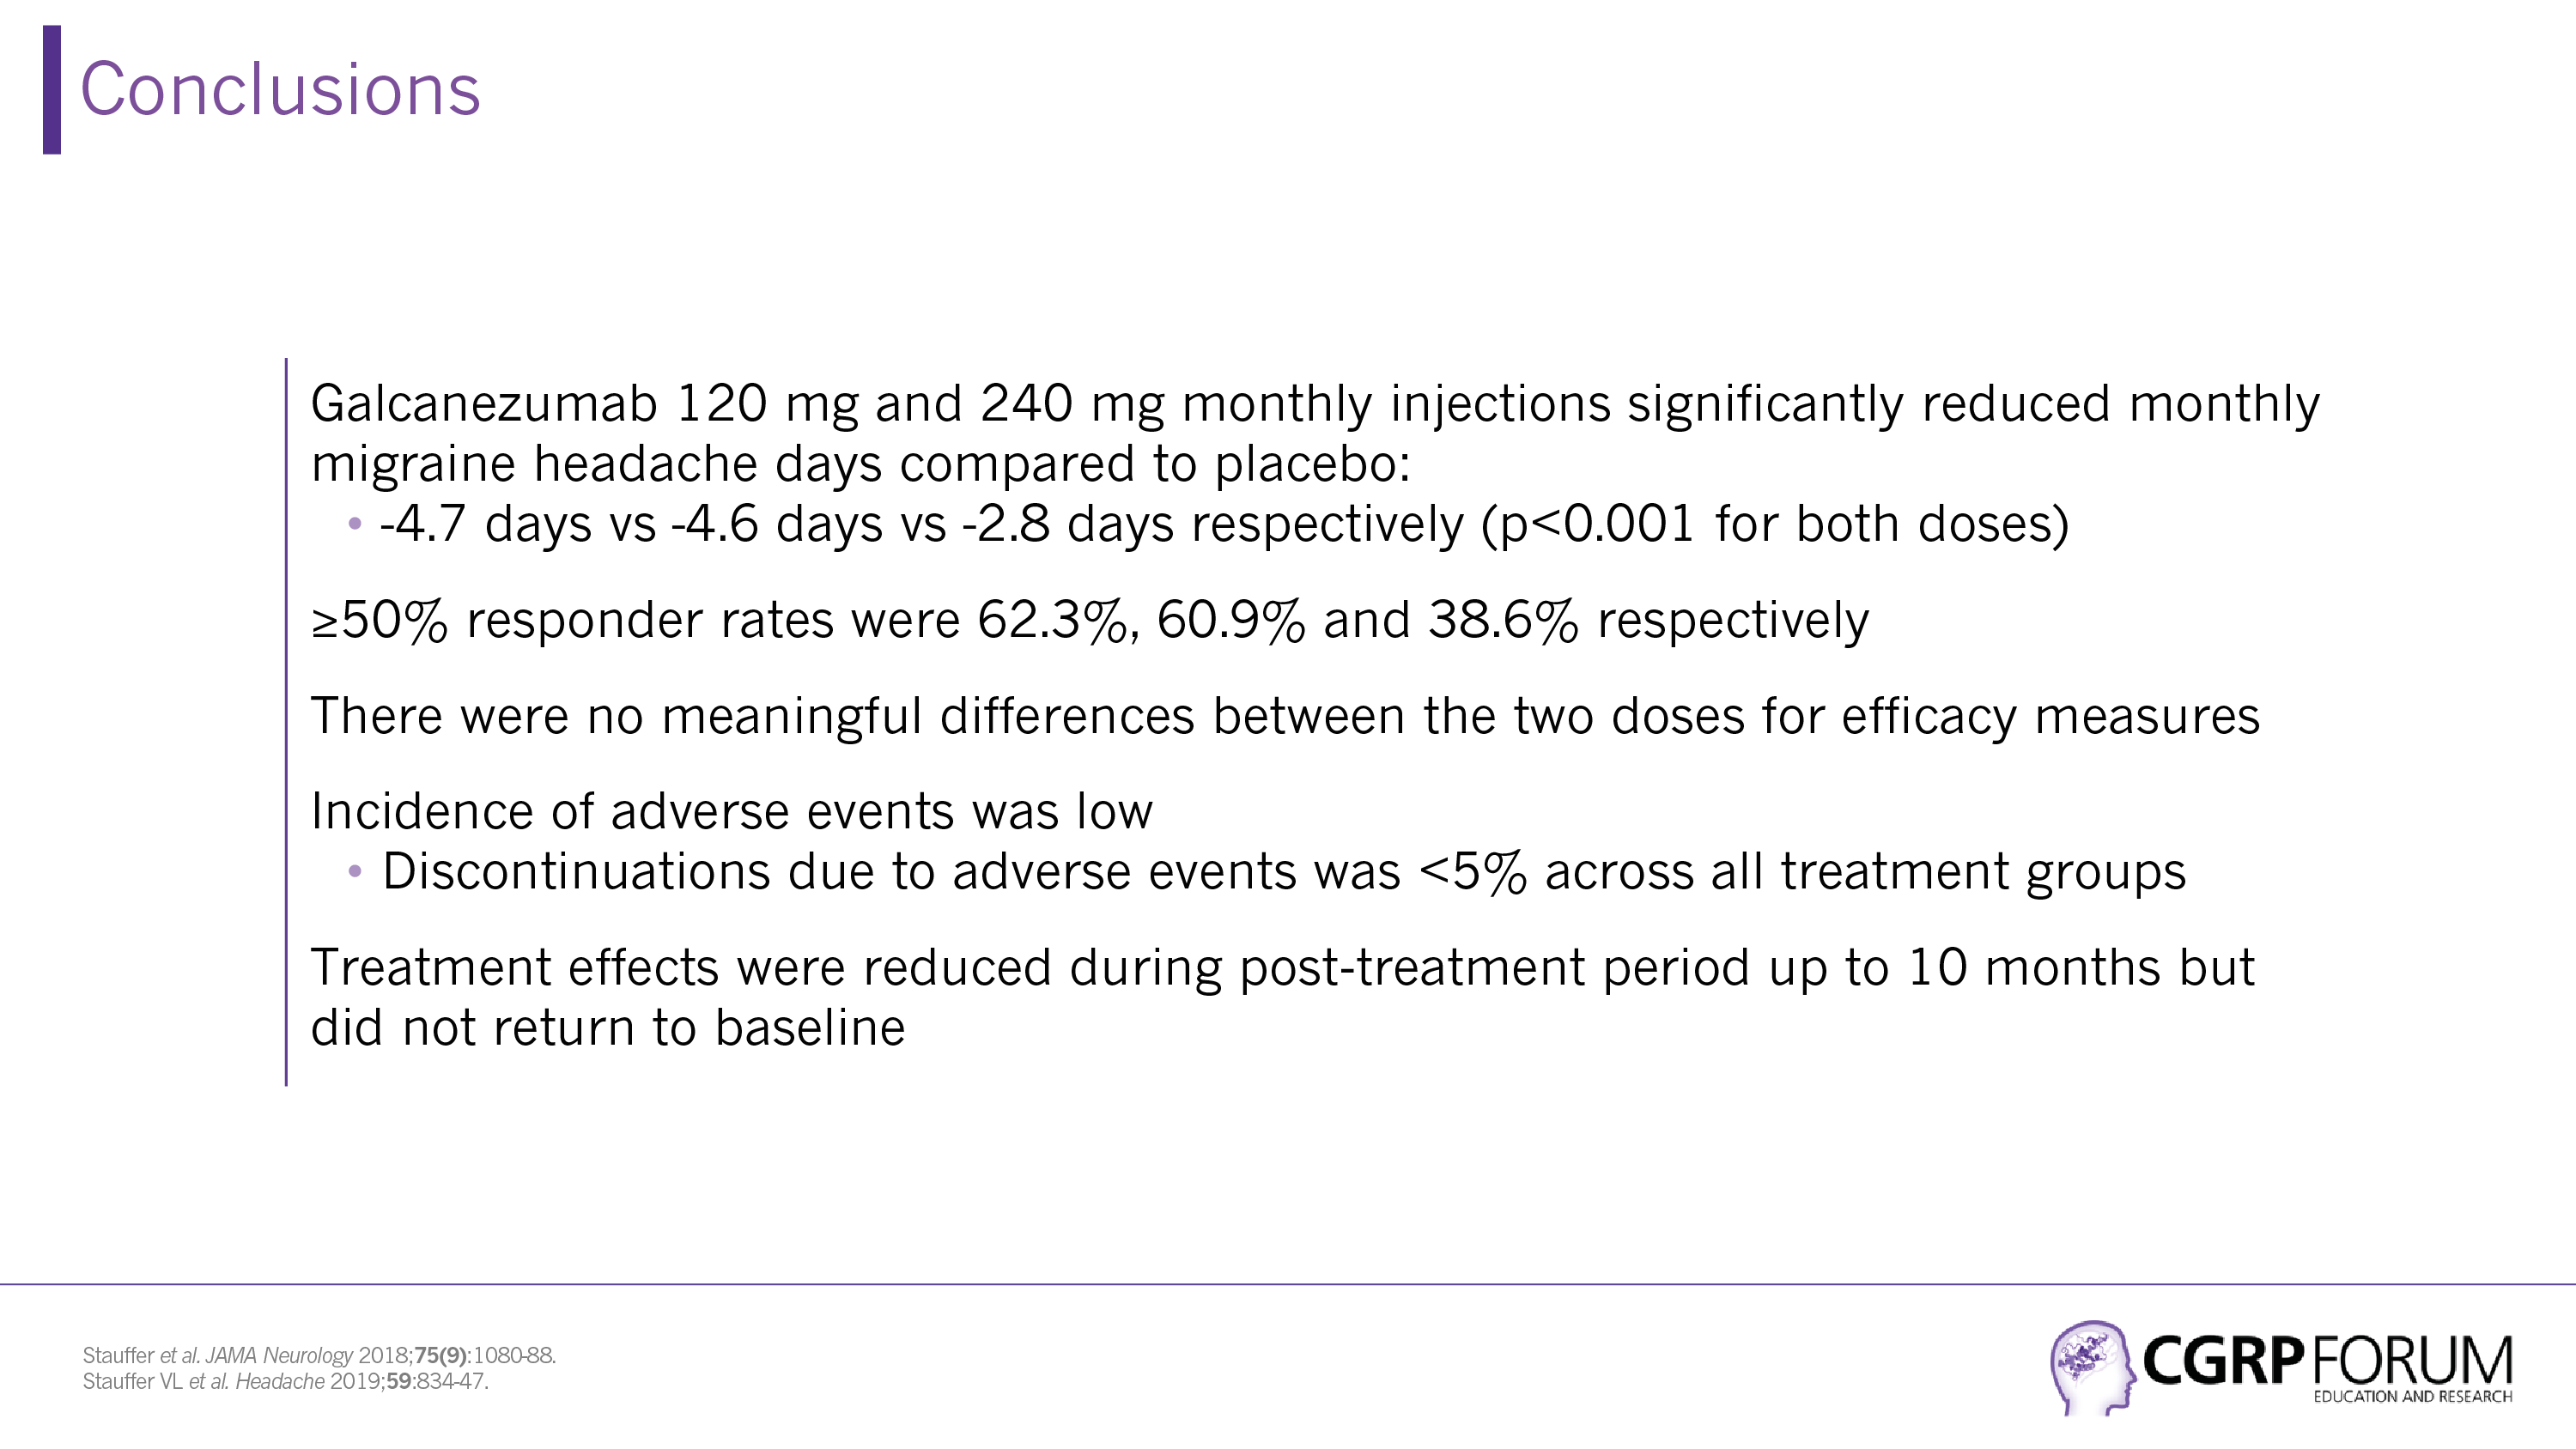 Conclusions
Galcanezumab 120 mg and 240 mg monthly injections significantly reduced monthly
migraine headache days compared to placebo:
• -4.7 days vs -4.6 days vs -2.8 days respectively (p<0.001 for both doses)
≥50% responder rates were 62.3%, 60.9% and 38.6% respectively
There were no meaningful differences between the two doses for efficacy measures
Incidence of adverse events was low
• Discontinuations due to adverse events was <5% across all treatment groups
Treatment effects were reduced during post-treatment period up to 10 months but
did not return to baseline
Stauffer et al. JAMA Neurology 2018;75(9):1080-88.
Stauffer VL et al. Headache 2019;59:834-47.
CGRP FORUM
EDUCATION AND RESEARCH